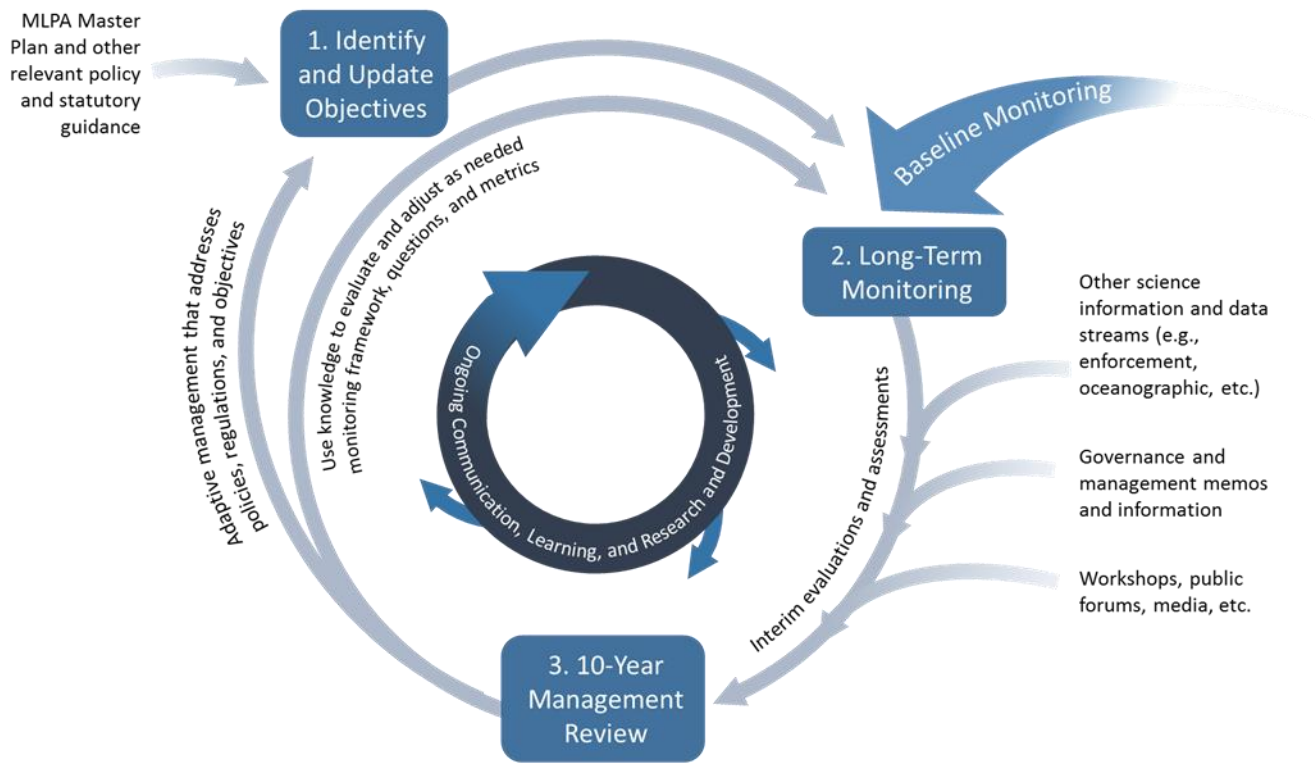 MLPA Master
Plan and other
relevant policy
and statutory
guidance
1. Identify
and Update
Objectives
Baseline Monitoring
2. Long-Term
Monitoring
Other science
information and data
streams (e.g.,
enforcement,
oceanographic, etc.)
Governance and
management memos
and information
Workshops, public
forums, media, etc.
Interim evaluations and assessments
3. 10-Year
Management
Review
Adaptive management that addresses
policies, regulations, and objectives
Use knowledge to evaluate and adjust as needed
monitoring framework, questions, and metrics
Ongoing Communication, Learning, and Research and Development